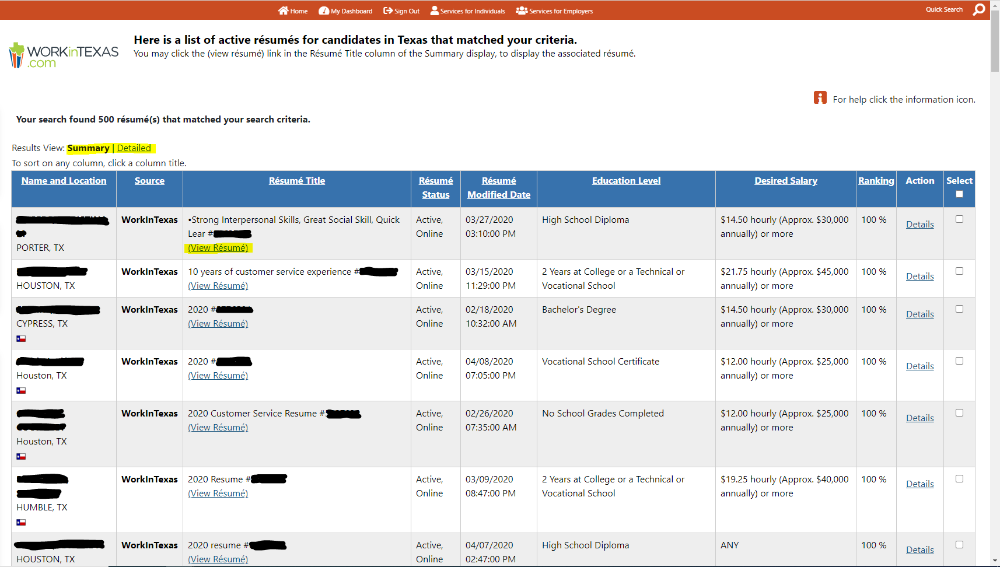 Home My Dashboard Sign Out Services for Individuals Services for Employers Quick Search
WORKinTEXAS
.com
Here is a list of active résumés for candidates in Texas that matched your criteria.
You may click the (view résumé) link in the Résumé Title column of the Summary display, to display the associated résumé.
For help click the information icon.
Your search found 500 résumé(s) that matched your search criteria.
Results View: Summary | Detailed
To sort on any column, click a column title.
Name and Location Source Résumé Title Résumé Status Résumé Modified Date Education Level Desired Salary Ranking Action Select
WorkInTexas •Strong Interpersonal Skills, Great Social Skill, Quick Active, 03/27/2020 High School Diploma $14.50 hourly (Approx. $30,000 100 % Details
Lear # Online 03:10:00 PM annually) or more
PORTER, TX (View Résumé)
WorkInTexas 10 years of customer service experience # Active, 03/15/2020 2 Years at College or a Technical or $21.75 hourly (Approx. $45,000 100 % Details
HOUSTON, TX (View Résumé) Online 11:29:00 PM Vocational School annually) or more
WorkInTexas 2020 # Active, 02/18/2020 Bachelor's Degree $14.50 hourly (Approx. $30,000 100 % Details
CYPRESS, TX (View Résumé) Online 10:32:00 AM annually) or more
WorkInTexas 2020 # Active, 04/08/2020 Vocational School Certificate $12.00 hourly (Approx. $25,000 100 % Details
Houston, TX (View Résumé) Online 07:05:00 PM annually) or more
WorkInTexas 2020 Customer Service Resume # Active, 02/26/2020 No School Grades Completed $12.00 hourly (Approx. $25,000 100 % Details
(View Résumé) Online 07:35:00 AM annually) or more
Houston, TX
WorkInTexas 2020 Resume # Active, 03/09/2020 2 Years at College or a Technical or $19.25 hourly (Approx. $40,000 100 % Details
(View Résumé) Online 08:47:00 PM Vocational School annually) or more
HUMBLE, TX
WorkInTexas 2020 resume # Active, 04/07/2020 High School Diploma ANY 100 % Details
HOUSTON, TX (View Résumé) Online 02:47:00 PM